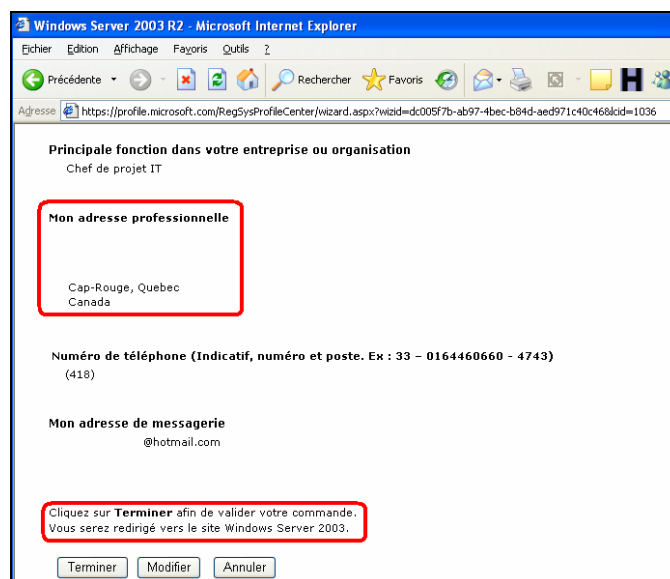 Windows Server 2003 R2 - Microsoft Internet Explorer
Fichier Edition Affichage Favoris Outils ?
Précédente Rechercher Favoris
Adresse https://profile.microsoft.com/RegSysProfileCenter/wizard.aspx?wizid=dc005f7b-ab97-4bec-b84d-aed971c40c46&lcid=1036
Principale fonction dans votre entreprise ou organisation
Chef de projet IT
Mon adresse professionnelle
Cap-Rouge, Quebec
Canada
Numéro de téléphone (Indicatif, numéro et poste. Ex : 33 – 0164460660 - 4743)
(418)
Mon adresse de messagerie
@hotmail.com
Cliquez sur Terminer afin de valider votre commande.
Vous serez redirigé vers le site Windows Server 2003.
Terminer Modifier Annuler